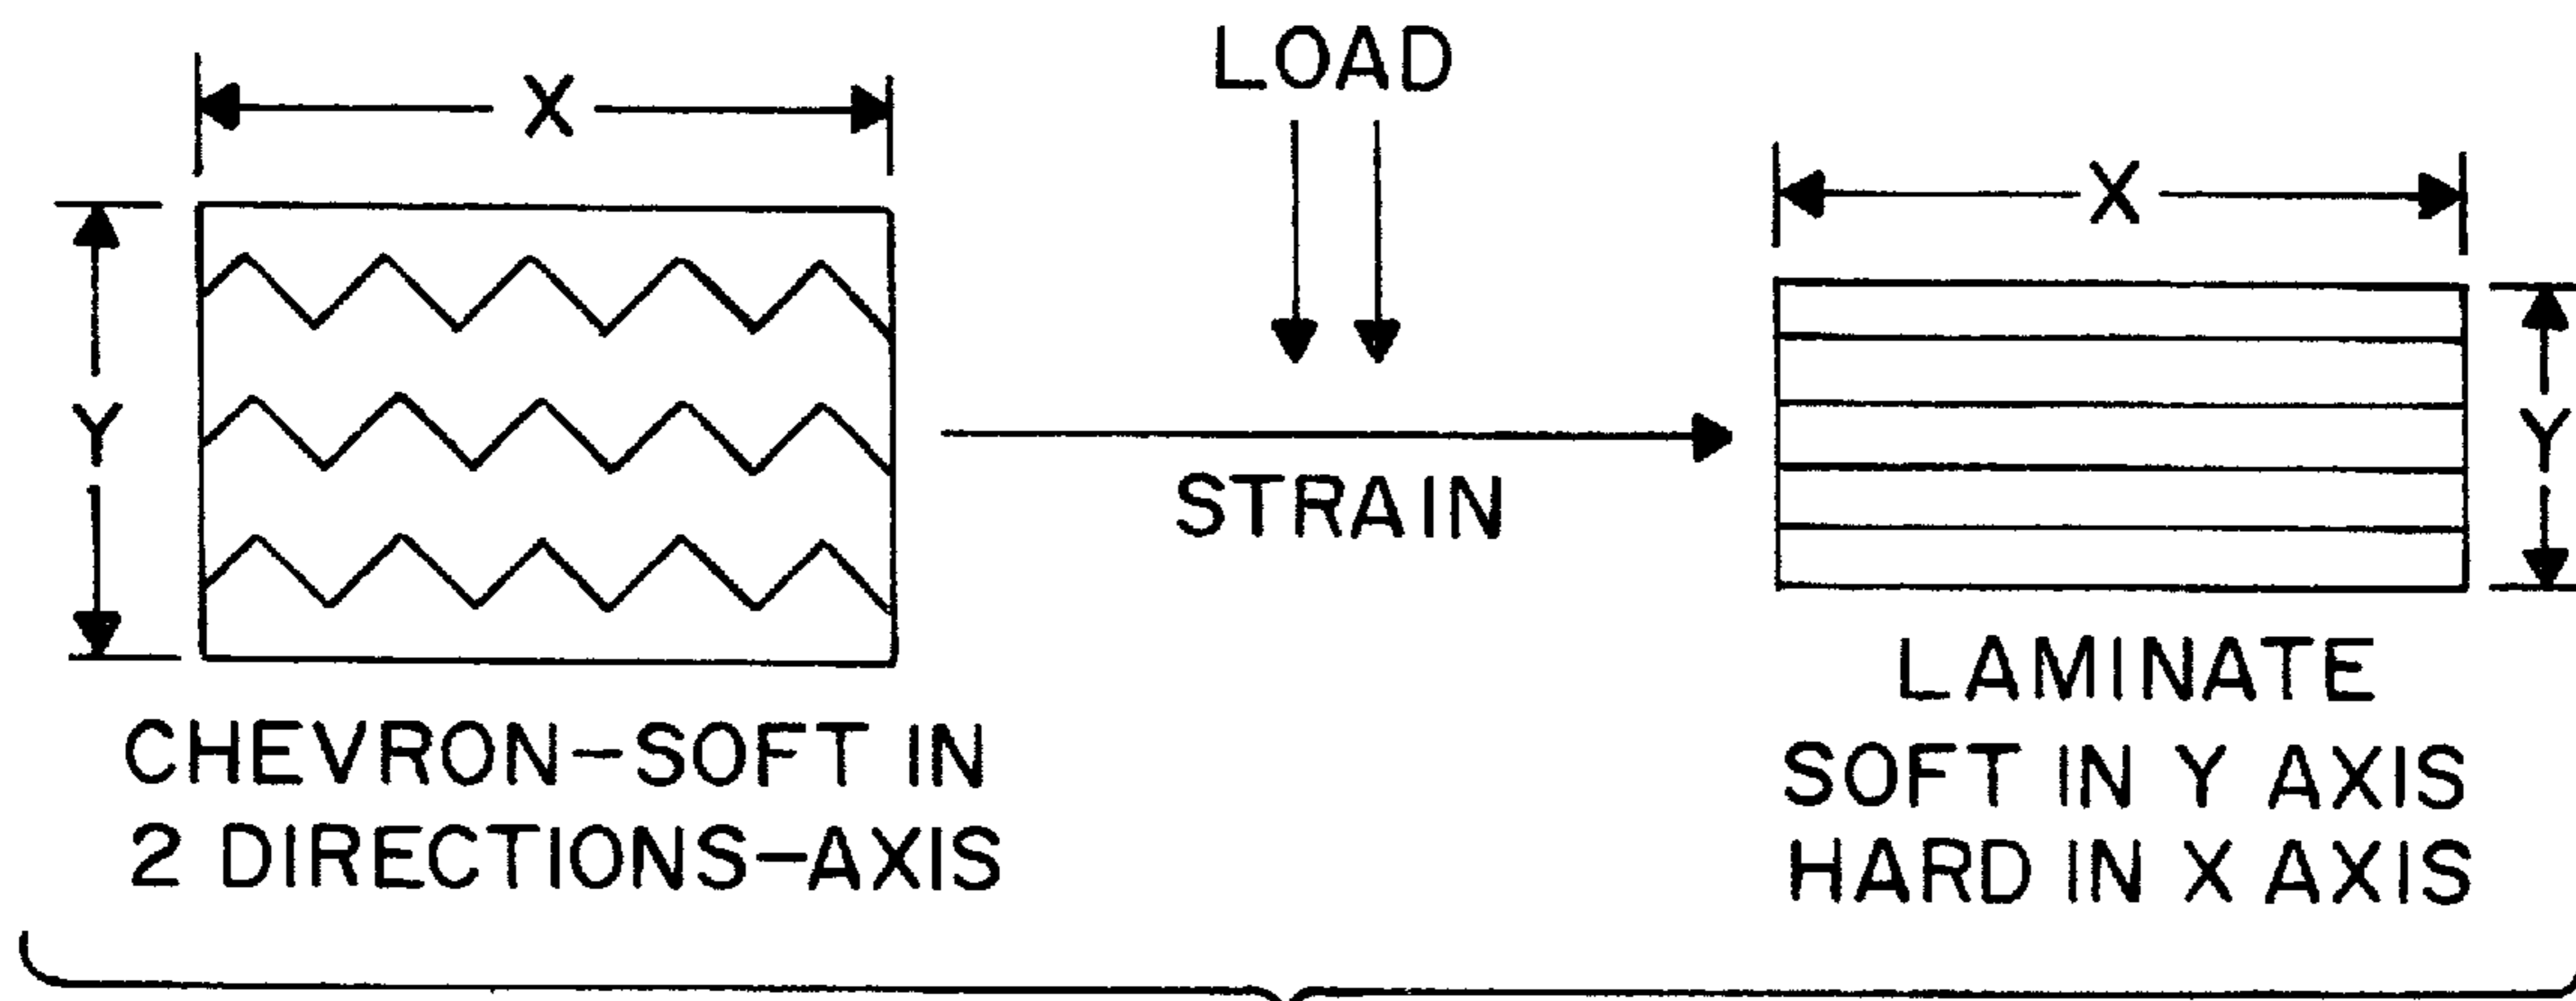 X
Y
CHEVRON-SOFT IN
2 DIRECTIONS-AXIS
LOAD
STRAIN
X
Y
LAMINATE
SOFT IN Y AXIS
HARD IN X AXIS